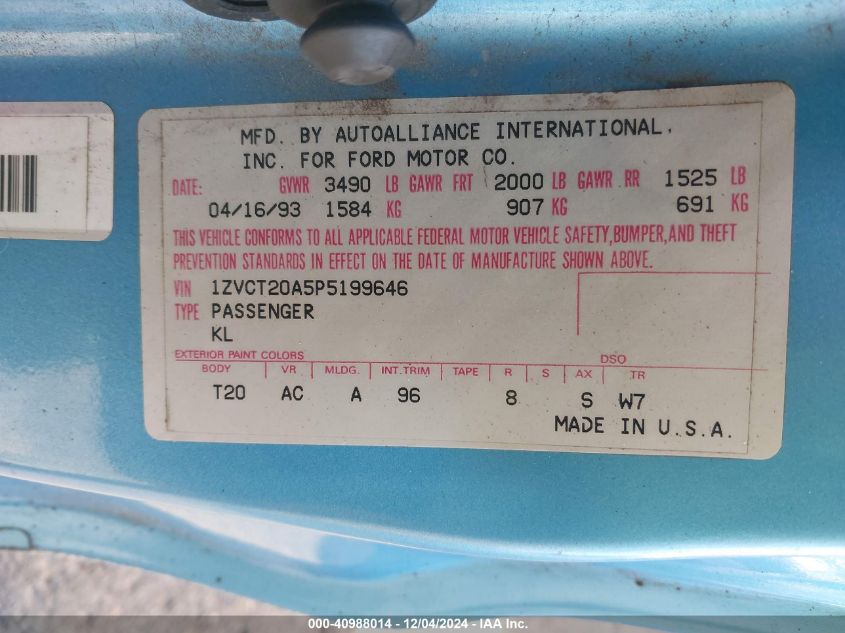 MFD. BY AUTOALLIANCE INTERNATIONAL.
INC. FOR FORD MOTOR CO.
DATE: GVWR 3490 LB GAWR FRT 2000 LB GAWR RR 1525 LB
04/16/93 1584 KG 907 KG 691 KG
THIS VEHICLE CONFORMS TO ALL APPLICABLE FEDERAL MOTOR VEHICLE SAFETY, BUMPER, AND THEFT
PREVENTION STANDARDS IN EFFECT ON THE DATE OF MANUFACTURE SHOWN ABOVE.
VIN 1ZVCT20A5P5199646
TYPE PASSENGER
KL
EXTERIOR PAINT COLORS DSO
BODY VR MLDG. INT. TRIM TAPE R S AX TR
T20 AC A 96 8 S W7
MADE IN U.S.A.
000-40988014 - 12/04/2024 - IAA Inc.